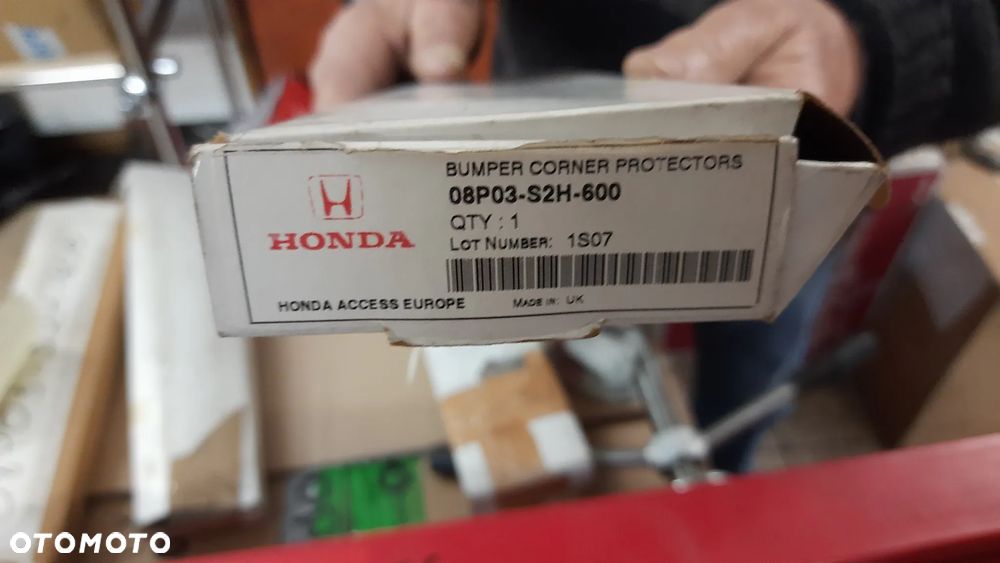 BUMPER CORNER PROTECTORS
08P03-S2H-600
QTY : 1
LOT NUMBER: 1S07
HONDA
HONDA ACCESS EUROPE
MADE IN: UK
OTOMOTO